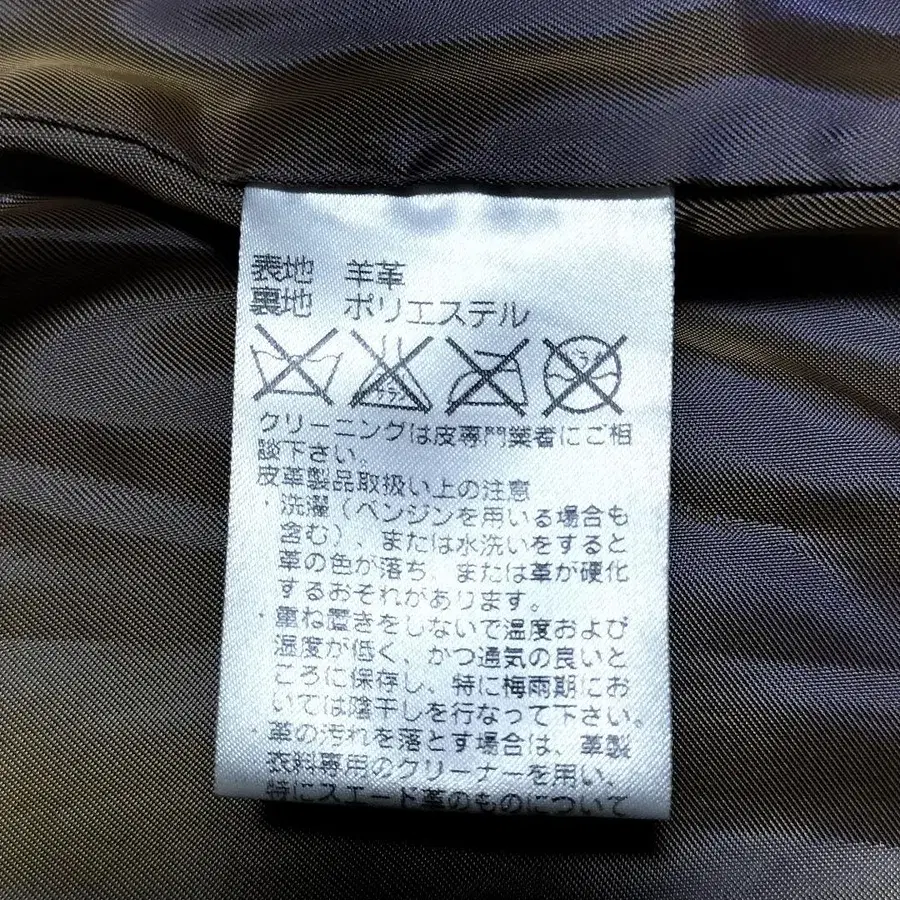 表地 羊革
裏地 ポリエステル
エンソ サラシ
ドライ
クリーニングは皮専門業者にご相
談下さい.
皮革製品取扱い上の注意
・洗濯（ベンジンを用いる場合も
含む）、または水洗いをすると
革の色が落ち、または革が硬化
するおそれがあります。
・重ね置きをしないで温度および
湿度が低く、かつ通気の良いと
ころに保存し、特に梅雨期にお
いては陰干しを行なって下さい。
・革の汚れを落とす場合は、革製
衣料専用のクリーナーを用い、
特にスエード革のものについて